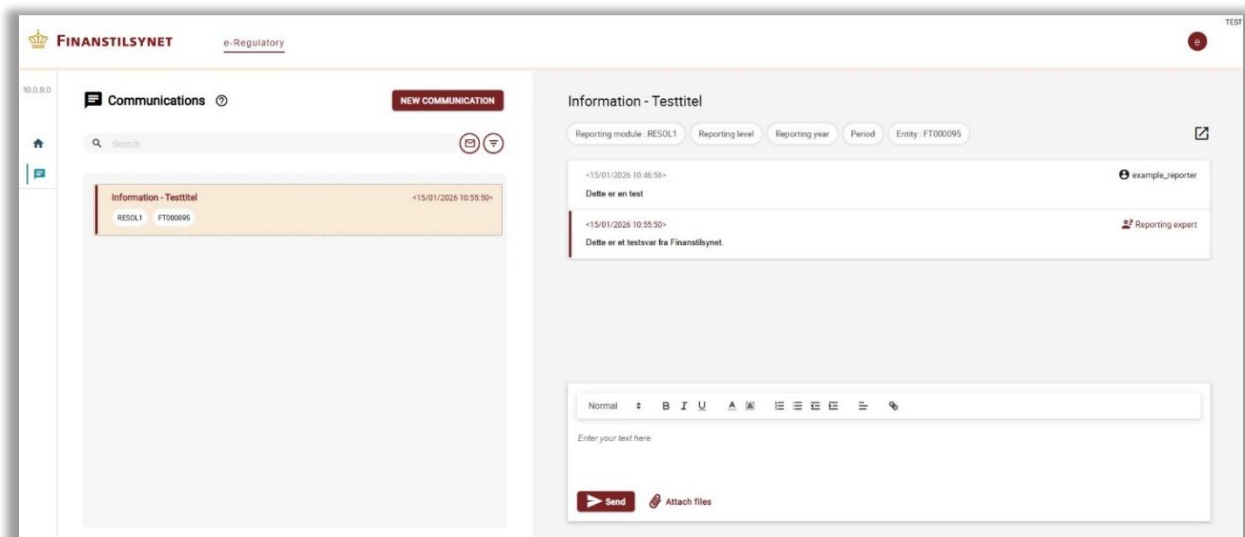 TEST
FINANSTILSYNET
e-Regulatory
e
10.0.9.0
Communications
NEW COMMUNICATION
Search
Information - Testtitel
<15/01/2026 10:55:50>
RESOL1
FT000095
Information - Testtitel
Reporting module : RESOL1
Reporting level
Reporting year
Period
Entity : FT000095
<15/01/2026 10.46:56>
example_reporter
Dette er en test
<15/01/2026 10.55:50>
Reporting expert
Dette er et testsvar fra Finanstilsynet.
Normal
B I U A A
Enter your text here
Send
Attach files